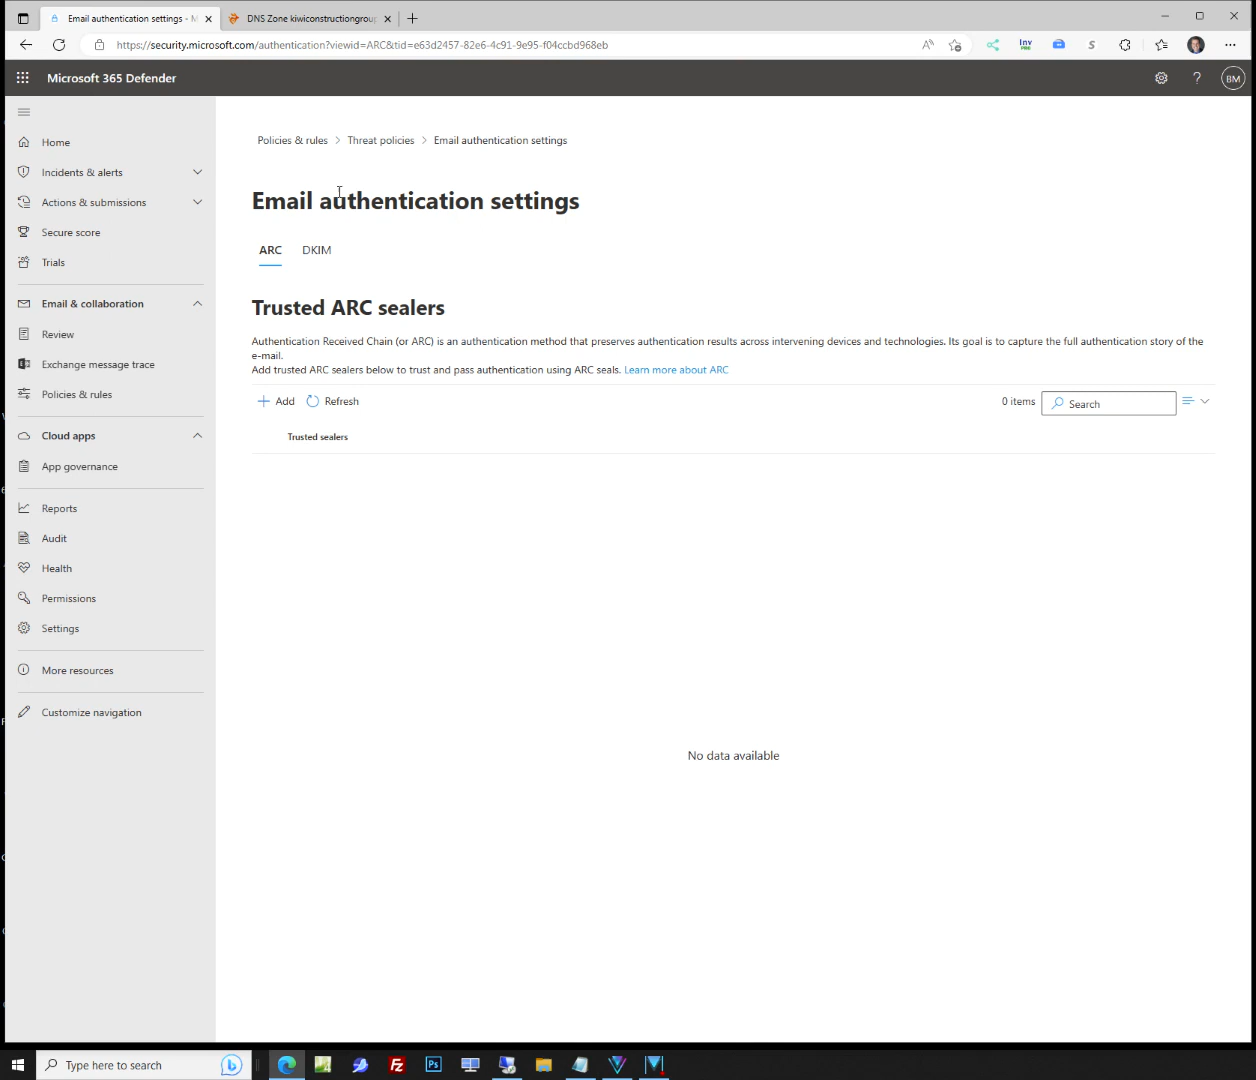 Email authentication settings - M
DNS Zone kiwiconstructiongroup
https://security.microsoft.com/authentication?viewid=ARC&tid=e63d2457-82e6-4c91-9e95-f04ccbd968eb
Inv
PRO
S
Microsoft 365 Defender
?
BM
Home
Incidents & alerts
Actions & submissions
Secure score
Trials
Email & collaboration
Review
Exchange message trace
Policies & rules
Cloud apps
App governance
Reports
Audit
Health
Permissions
Settings
More resources
Customize navigation
Policies & rules > Threat policies > Email authentication settings
Email authentication settings
ARC DKIM
Trusted ARC sealers
Authentication Received Chain (or ARC) is an authentication method that preserves authentication results across intervening devices and technologies. Its goal is to capture the full authentication story of the
e-mail.
Add trusted ARC sealers below to trust and pass authentication using ARC seals. Learn more about ARC
Add Refresh 0 items Search
Trusted sealers
No data available
Type here to search
Fz
Ps